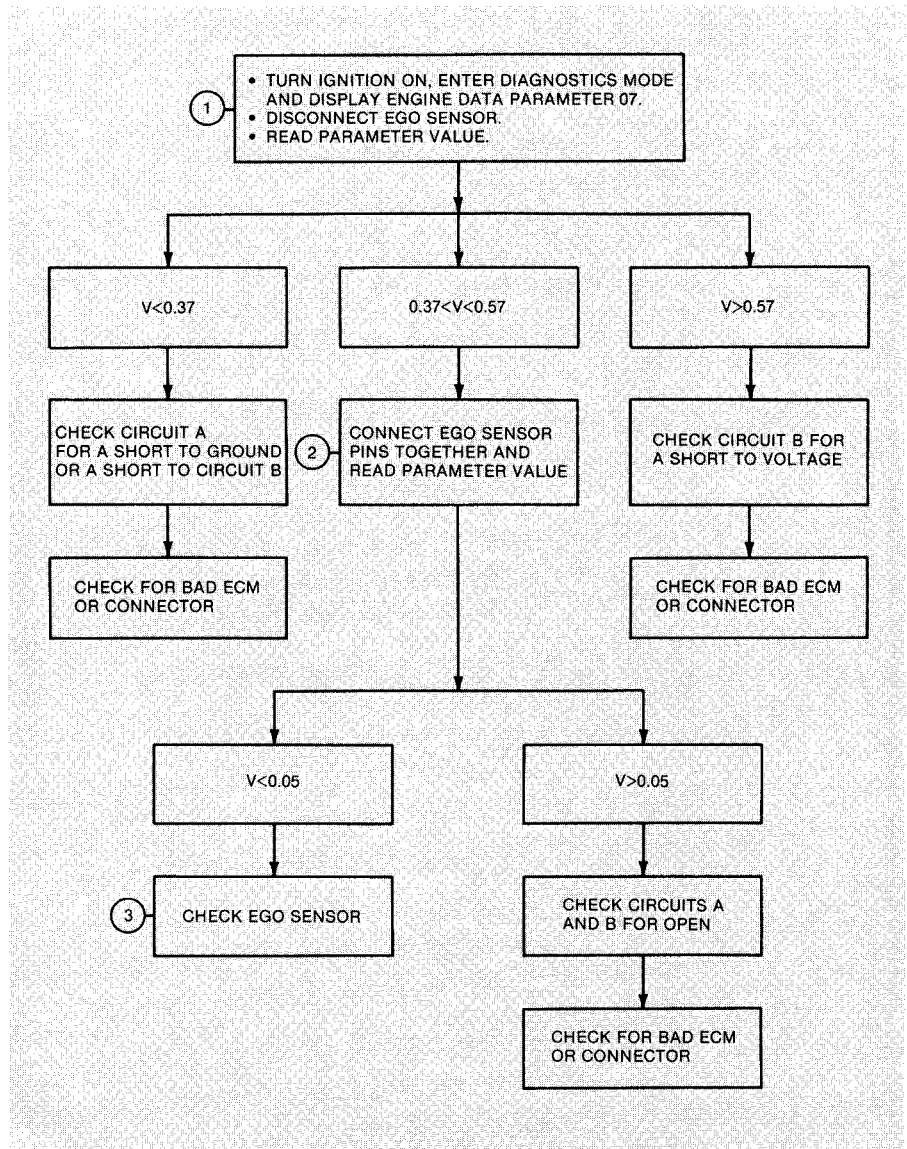 1
• TURN IGNITION ON, ENTER DIAGNOSTICS MODE
AND DISPLAY ENGINE DATA PARAMETER 07.
• DISCONNECT EGO SENSOR.
• READ PARAMETER VALUE.
V<0.37
0.37<V<0.57
V>0.57
CHECK CIRCUIT A
FOR A SHORT TO GROUND
OR A SHORT TO CIRCUIT B
2
CONNECT EGO SENSOR
PINS TOGETHER AND
READ PARAMETER VALUE
CHECK CIRCUIT B FOR
A SHORT TO VOLTAGE
CHECK FOR BAD ECM
OR CONNECTOR
CHECK FOR BAD ECM
OR CONNECTOR
V<0.05
V>0.05
3
CHECK EGO SENSOR
CHECK CIRCUITS A
AND B FOR OPEN
CHECK FOR BAD ECM
OR CONNECTOR